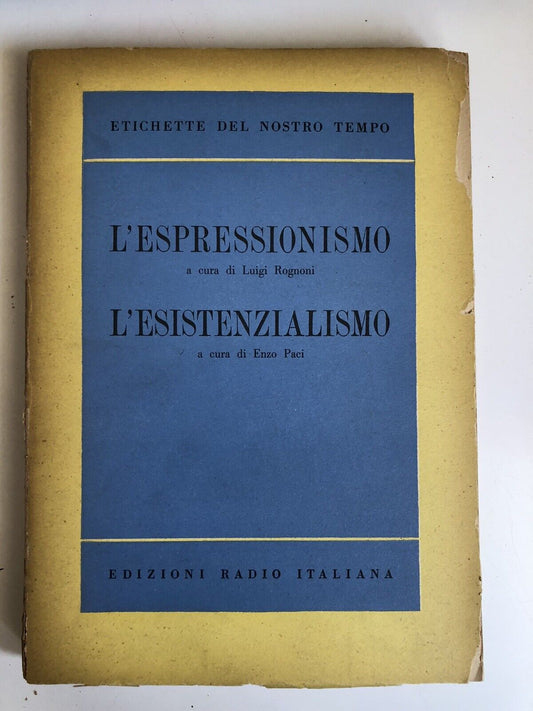 ETICHETTE DEL NOSTRO TEMPO
L'ESPRESSIONISMO
a cura di Luigi Rognoni
L'ESISTENZIALISMO
a cura di Enzo Paci
EDIZIONI RADIO ITALIANA